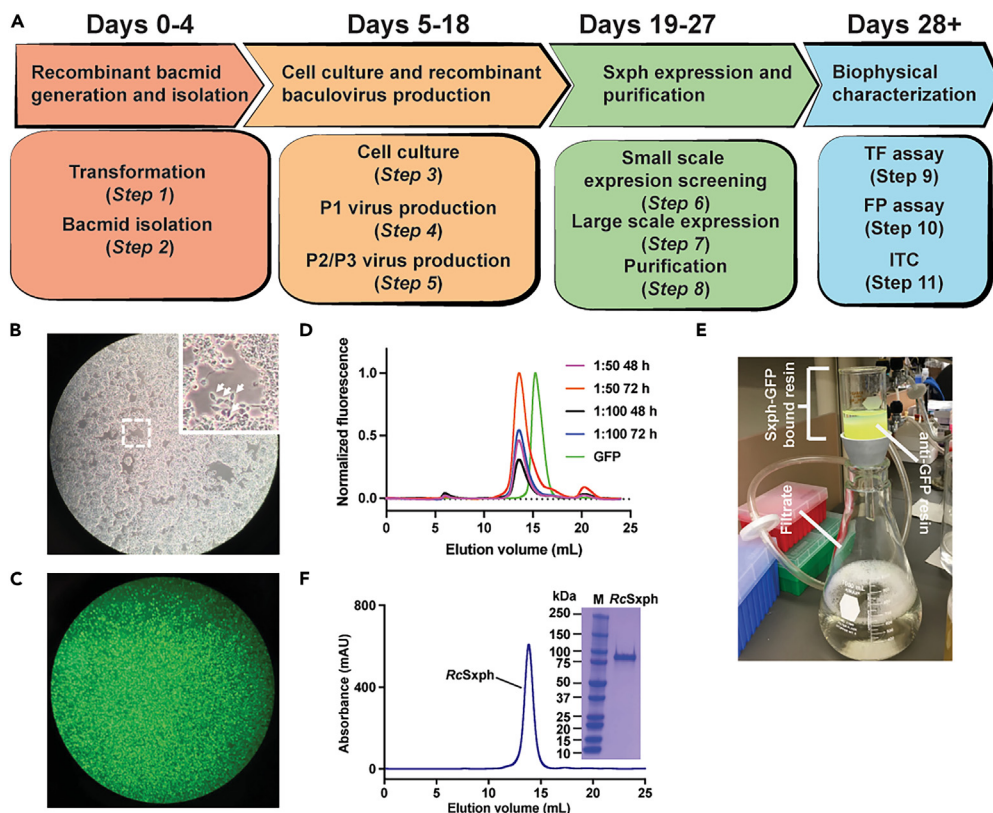 A
Days 0-4
Days 5-18
Days 19-27
Days 28+
Recombinant bacmid
generation and isolation
Cell culture and recombinant
baculovirus production
Sxph expression and
purification
Biophysical
characterization
Transformation
(Step 1)
Bacmid isolation
(Step 2)
Cell culture
(Step 3)
P1 virus production
(Step 4)
P2/P3 virus production
(Step 5)
Small scale
expresion screening
(Step 6)
Large scale expression
(Step 7)
Purification
(Step 8)
TF assay
(Step 9)
FP assay
(Step 10)
ITC
(Step 11)
B
C
D
Normalized fluorescence
1.0
0.5
0.0
0
5
10
15
20
25
Elution volume (mL)
1:50 48 h
1:50 72 h
1:100 48 h
1:100 72 h
GFP
E
Sxph-GFP
bound resin
anti-GFP resin
Filtrate
F
Absorbance (mAU)
800
400
0
0
5
10
15
20
25
Elution volume (mL)
RcSxph
kDa
M
RcSxph
250
150
100
75
50
37
25
20
15
10